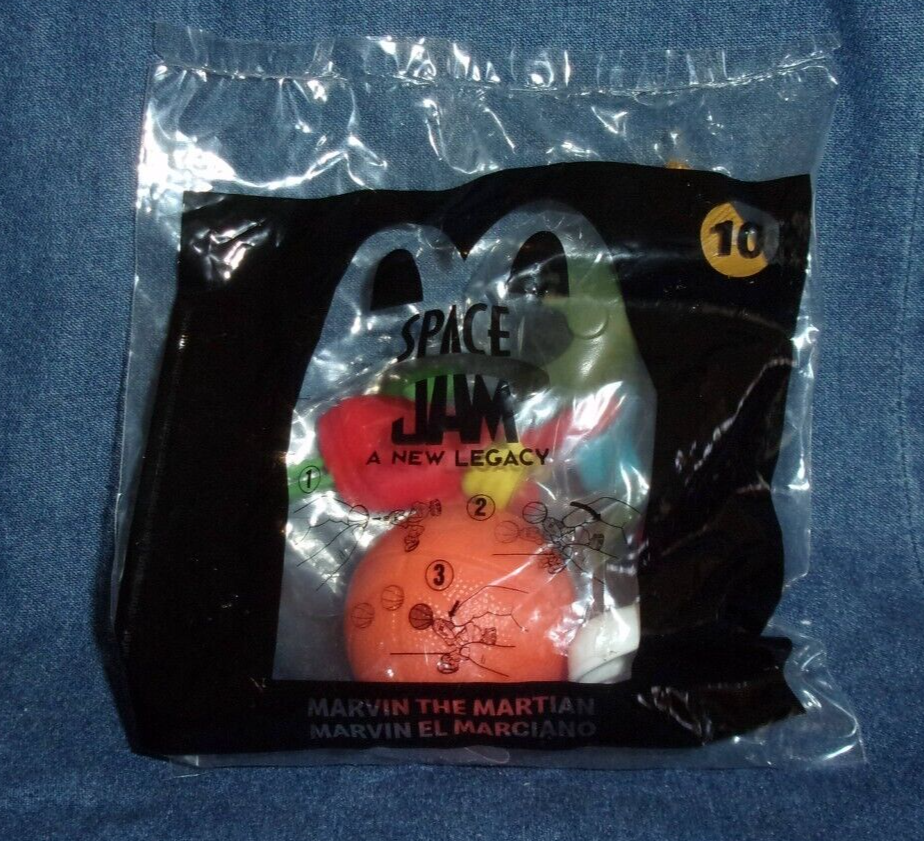 10
SPACE
JAM
A NEW LEGACY
1
2
3
MARVIN THE MARTIAN
MARVIN EL MARCIANO